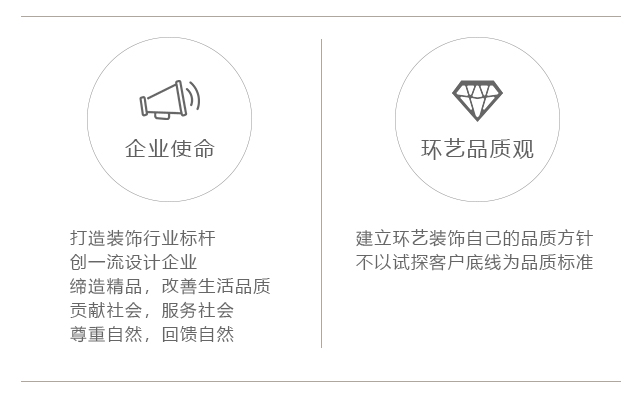 企业使命
打造装饰行业标杆
创一流设计企业
缔造精品，改善生活品质
贡献社会，服务社会
尊重自然，回馈自然
环艺品质观
建立环艺装饰自己的品质方针
不以试探客户底线为品质标准